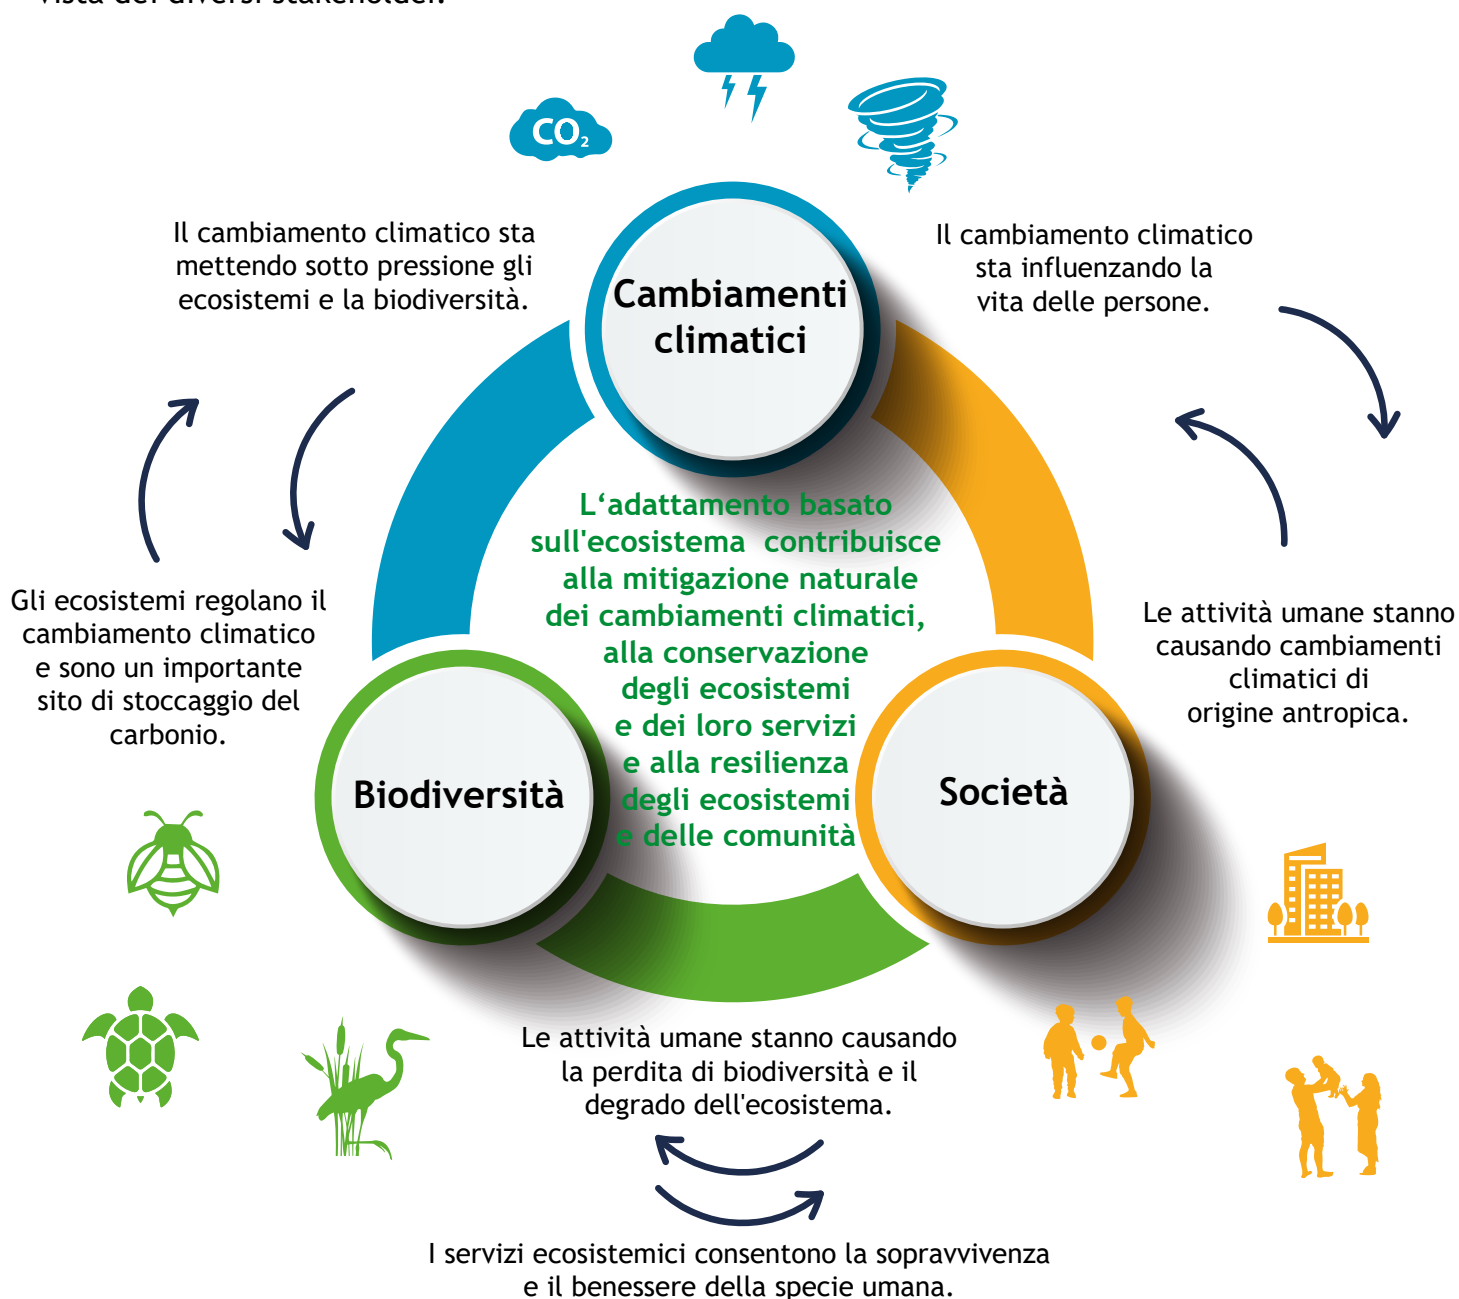 vista dei diversi stakeholder.
CO₂
Il cambiamento climatico sta
mettendo sotto pressione gli
ecosistemi e la biodiversità.
Il cambiamento climatico
sta influenzando la
vita delle persone.
Cambiamenti
climatici
L‘adattamento basato
sull'ecosistema contribuisce
alla mitigazione naturale
dei cambiamenti climatici,
alla conservazione
degli ecosistemi
e dei loro servizi
e alla resilienza
degli ecosistemi
e delle comunità
Gli ecosistemi regolano il
cambiamento climatico
e sono un importante
sito di stoccaggio del
carbonio.
Le attività umane stanno
causando cambiamenti
climatici di
origine antropica.
Biodiversità
Società
Le attività umane stanno causando
la perdita di biodiversità e il
degrado dell'ecosistema.
I servizi ecosistemici consentono la sopravvivenza
e il benessere della specie umana.